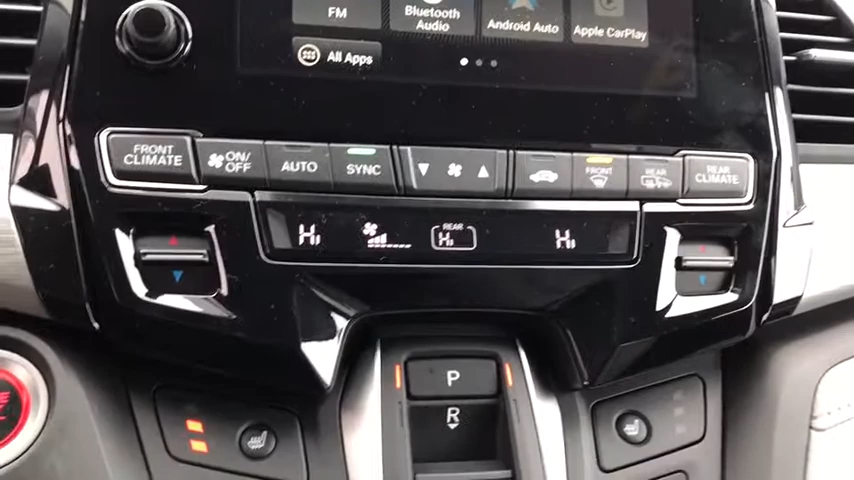 FM
Bluetooth
Audio
Android Auto
Apple CarPlay
All Apps
FRONT
CLIMATE
ON/
OFF
AUTO
SYNC
FRONT
REAR
REAR
CLIMATE
Hi
REAR
Hi
Hi
P
R